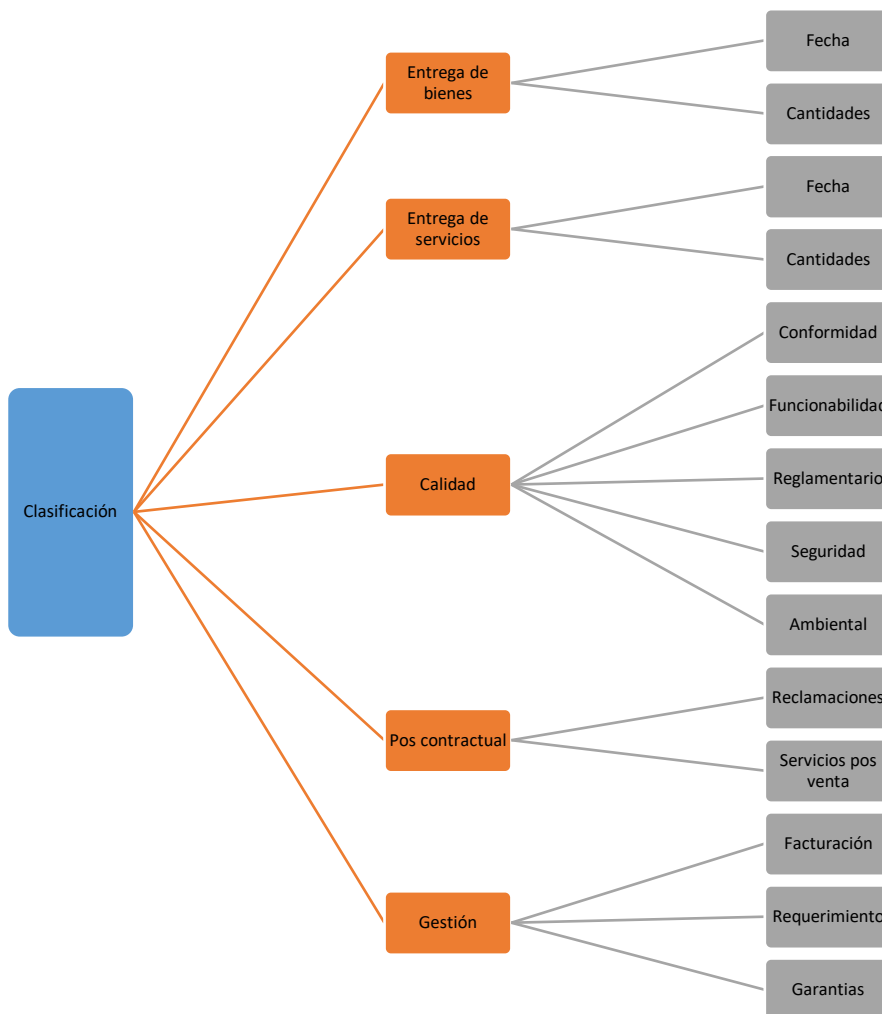 Clasificación
Entrega de
bienes
Fecha
Cantidades
Entrega de
servicios
Fecha
Cantidades
Calidad
Conformidad
Funcionabilidad
Reglamentario
Seguridad
Ambiental
Pos contractual
Reclamaciones
Servicios pos
venta
Gestión
Facturación
Requerimiento
Garantias